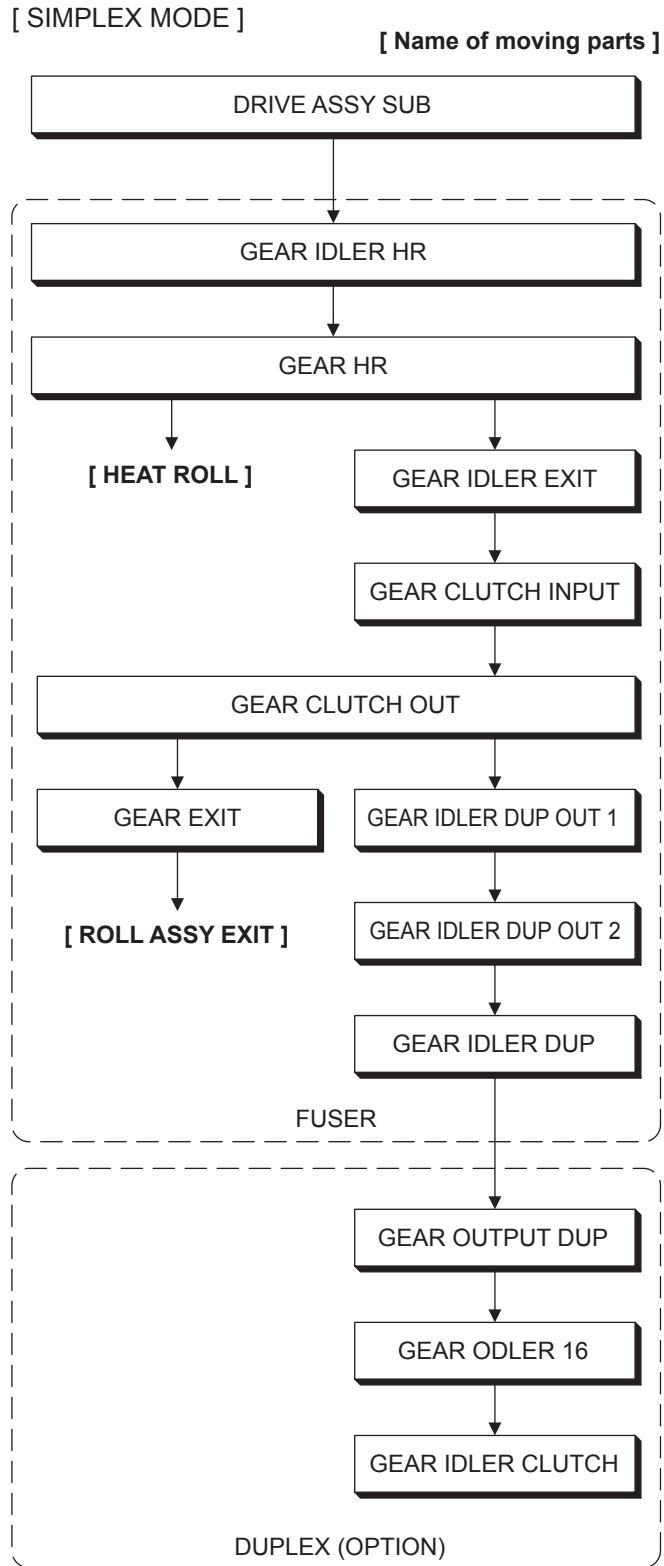 [ SIMPLEX MODE ]
[ Name of moving parts ]
DRIVE ASSY SUB
GEAR IDLER HR
GEAR HR
[ HEAT ROLL ]
GEAR IDLER EXIT
GEAR CLUTCH INPUT
GEAR CLUTCH OUT
GEAR EXIT
GEAR IDLER DUP OUT 1
[ ROLL ASSY EXIT ]
GEAR IDLER DUP OUT 2
GEAR IDLER DUP
FUSER
GEAR OUTPUT DUP
GEAR ODLER 16
GEAR IDLER CLUTCH
DUPLEX (OPTION)